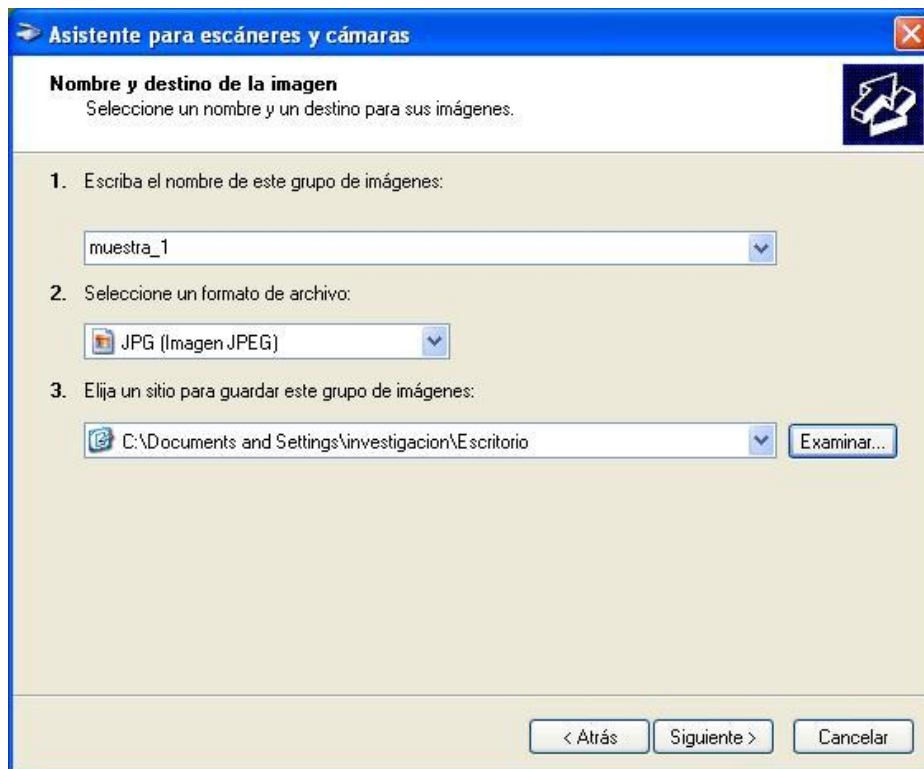 Asistente para escáneres y cámaras
Nombre y destino de la imagen
Seleccione un nombre y un destino para sus imágenes.
1. Escriba el nombre de este grupo de imágenes:
muestra_1
2. Seleccione un formato de archivo:
JPG (Imagen JPEG)
3. Elija un sitio para guardar este grupo de imágenes:
C:\Documents and Settings\investigacion\Escritorio Examinar...
< Atrás Siguiente > Cancelar